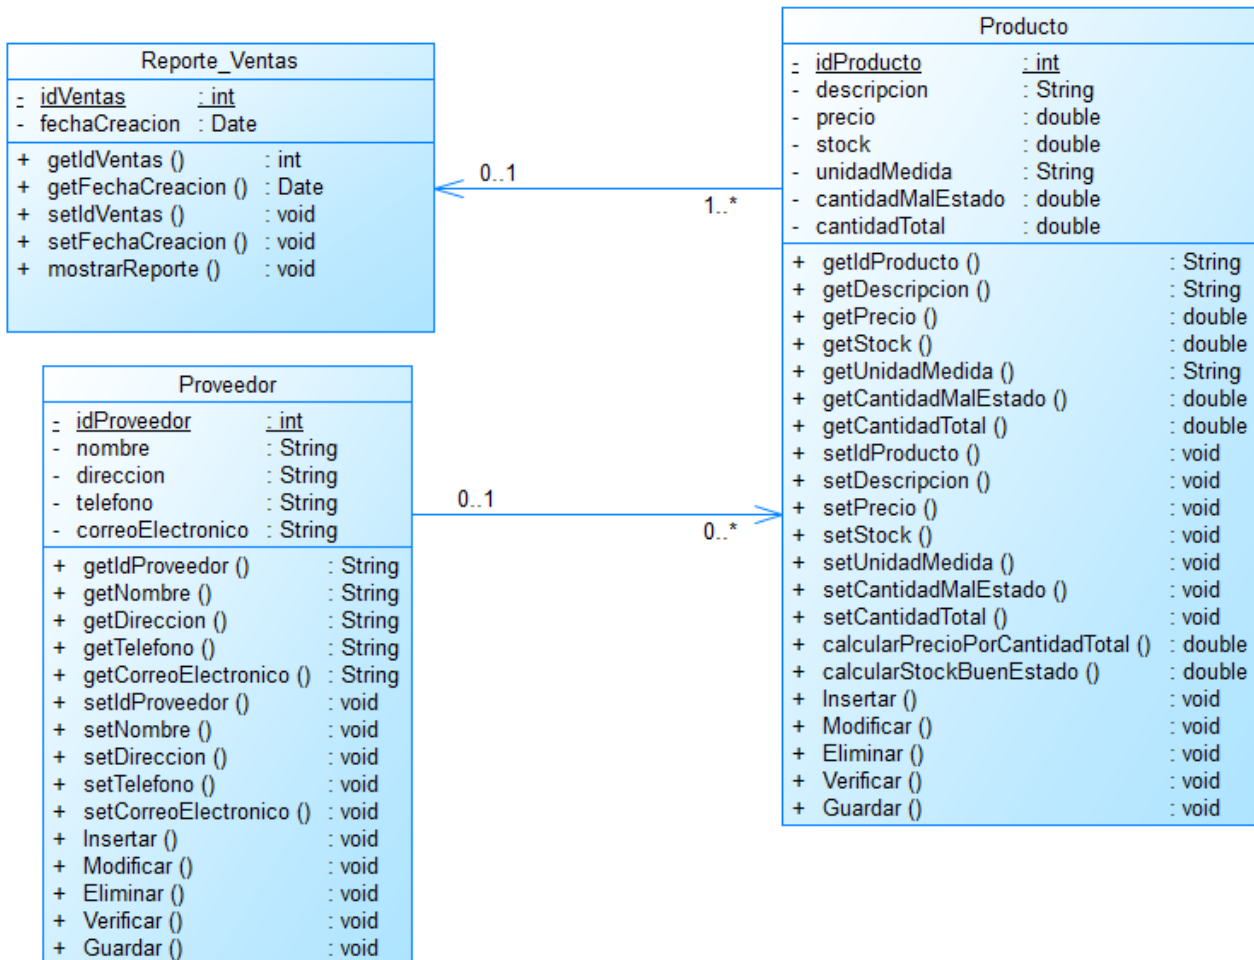 Reporte_Ventas
- idVentas : int
- fechaCreacion : Date
+ getIdVentas () : int
+ getFechaCreacion () : Date
+ setIdVentas () : void
+ setFechaCreacion () : void
+ mostrarReporte () : void
0..1
1..*
Producto
- idProducto : int
- descripcion : String
- precio : double
- stock : double
- unidadMedida : String
- cantidadMalEstado : double
- cantidadTotal : double
+ getIdProducto () : String
+ getDescripcion () : String
+ getPrecio () : double
+ getStock () : double
+ getUnidadMedida () : String
+ getCantidadMalEstado () : double
+ getCantidadTotal () : double
+ setIdProducto () : void
+ setDescripcion () : void
+ setPrecio () : void
+ setStock () : void
+ setUnidadMedida () : void
+ setCantidadMalEstado () : void
+ setCantidadTotal () : void
+ calcularPrecioPorCantidadTotal () : double
+ calcularStockBuenEstado () : double
+ Insertar () : void
+ Modificar () : void
+ Eliminar () : void
+ Verificar () : void
+ Guardar () : void
Proveedor
- idProveedor : int
- nombre : String
- direccion : String
- telefono : String
- correoElectronico : String
+ getIdProveedor () : String
+ getNombre () : String
+ getDireccion () : String
+ getTelefono () : String
+ getCorreoElectronico () : String
+ setIdProveedor () : void
+ setNombre () : void
+ setDireccion () : void
+ setTelefono () : void
+ setCorreoElectronico () : void
+ Insertar () : void
+ Modificar () : void
+ Eliminar () : void
+ Verificar () : void
+ Guardar () : void
0..1
0..*